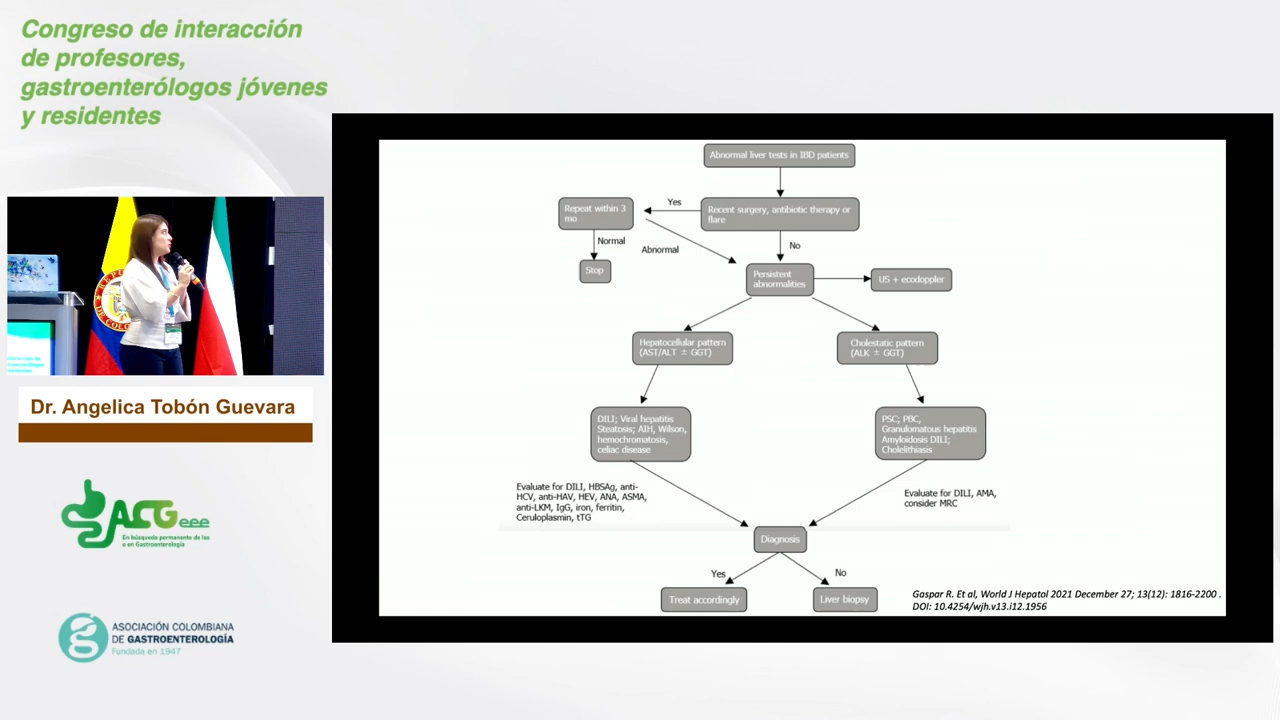 Congreso de interacción
de profesores,
gastroenterólogos jóvenes
y residentes
Dr. Angelica Tobón Guevara
ACG eee
En búsqueda permanente de las
e en Gastroenterología
ASOCIACIÓN COLOMBIANA
DE GASTROENTEROLOGÍA
Fundada en 1947
Abnormal liver tests in IBD patients
Recent surgery, antibiotic therapy or
flare
Yes
Repeat within 3
mo
Normal
Stop
Abnormal
No
Persistent
abnormalities
US + ecodoppler
Hepatocellular pattern
(AST/ALT ± GGT)
Cholestatic pattern
(ALK ± GGT)
DILI; Viral hepatitis
Steatosis; AIH, Wilson,
hemochromatosis,
celiac disease
PSC; PBC,
Granulomatous hepatitis
Amyloidosis DILI;
Cholelithiasis
Evaluate for DILI, HBSAg, anti-
HCV, anti-HAV, HEV, ANA, ASMA,
anti-LKM, IgG, iron, ferritin,
Ceruloplasmin, tTG
Evaluate for DILI, AMA,
consider MRC
Diagnosis
Yes
No
Treat accordingly
Liver biopsy
Gaspar R. Et al, World J Hepatol 2021 December 27; 13(12): 1816-2200 .
DOI: 10.4254/wjh.v13.i12.1956